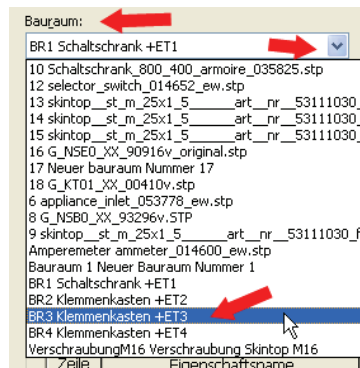 Bauraum:
BR1 Schaltschrank +ET1
10 Schaltschrank_800_400_armoire_035825.stp
12 selector_switch_014652_ew.stp
13 skintop__st_m_25x1_5______art__nr__53111030_
14 skintop__st_m_25x1_5______art__nr__53111030_
15 skintop__st_m_25x1_5______art__nr__53111030_
16 G_NSE0_XX_90916v_original.stp
17 Neuer bauraum Nummer 17
18 G_KT01_XX_00410v.stp
6 appliance_inlet_053778_ew.stp
8 G_NSB0_XX_93296v.STP
9 skintop__st_m_25x1_5______art__nr__53111030_f
Amperemeter ammeter_014600_ew.stp
Bauraum 1 Neuer Bauraum Nummer 1
BR1 Schaltschrank +ET1
BR2 Klemmenkasten +ET2
BR3 Klemmenkasten +ET3
BR4 Klemmenkasten +ET4
VerschraubungM16 Verschraubung Skintop M16
Zeile Eigenschaftsname